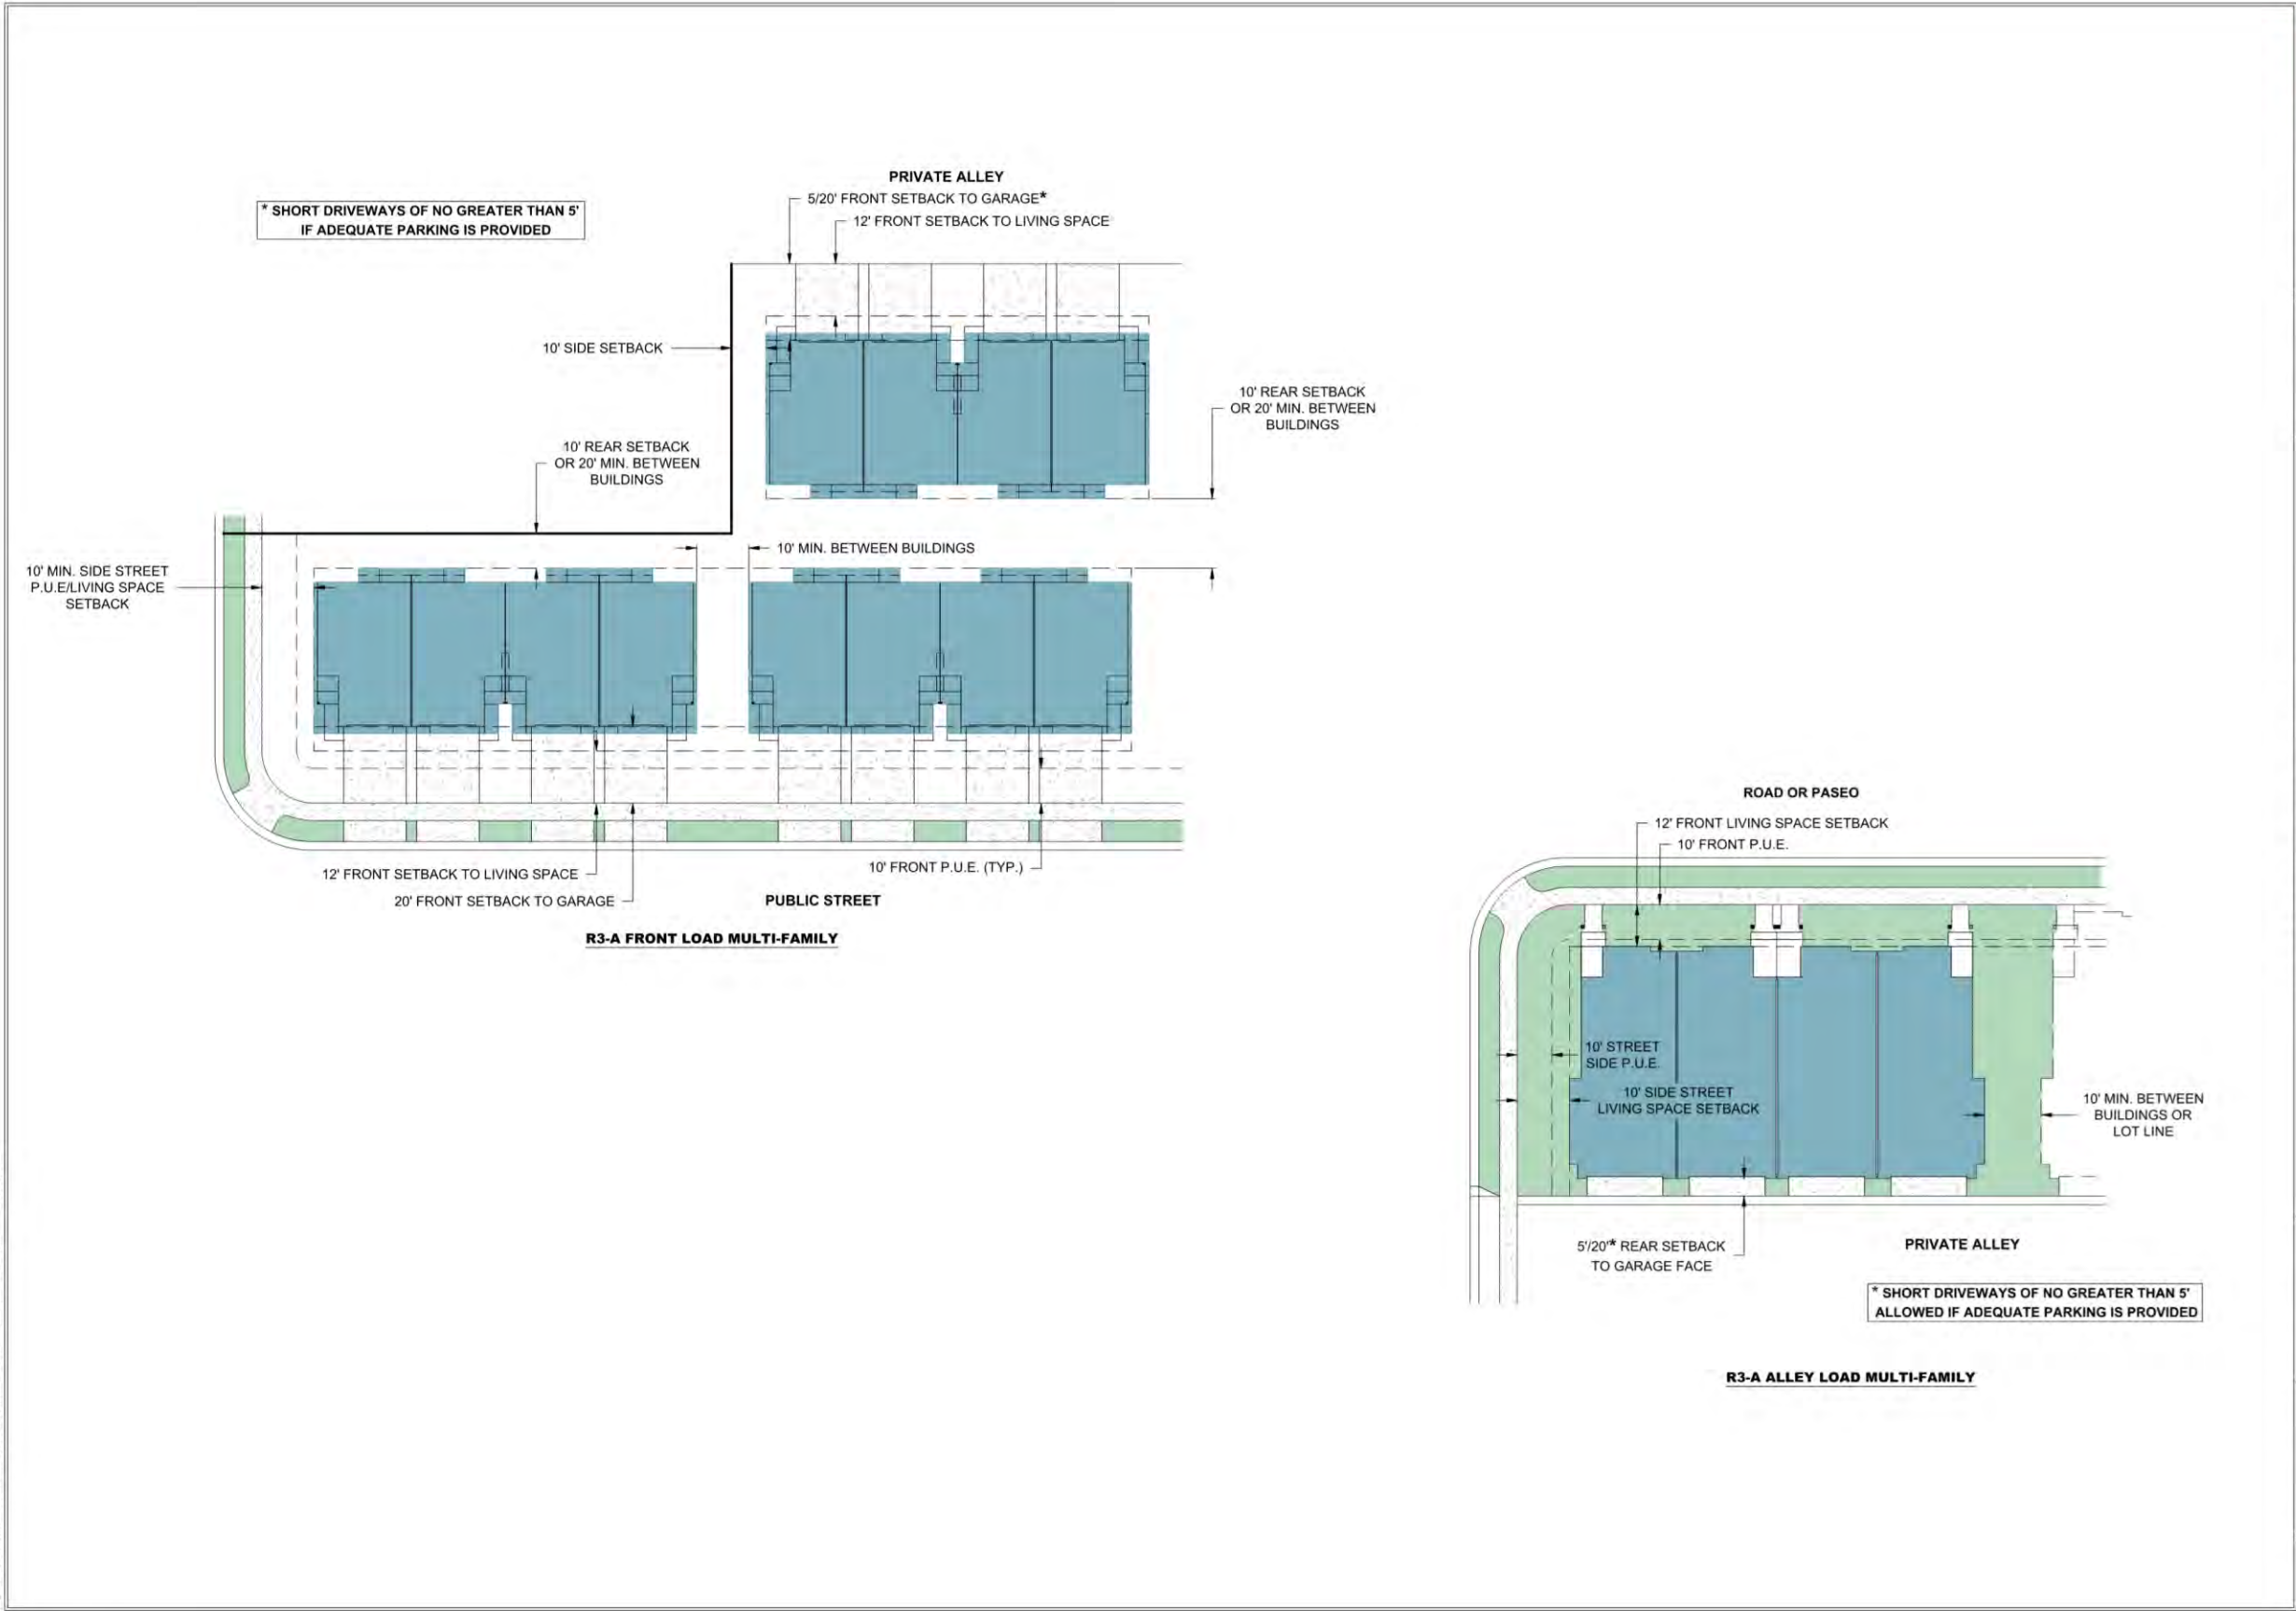 PRIVATE ALLEY
5/20' FRONT SETBACK TO GARAGE*
12' FRONT SETBACK TO LIVING SPACE
* SHORT DRIVEWAYS OF NO GREATER THAN 5'
IF ADEQUATE PARKING IS PROVIDED
10' SIDE SETBACK
10' REAR SETBACK
OR 20' MIN. BETWEEN
BUILDINGS
10' REAR SETBACK
OR 20' MIN. BETWEEN
BUILDINGS
10' MIN. BETWEEN BUILDINGS
10' MIN. SIDE STREET
P.U.E/LIVING SPACE
SETBACK
12' FRONT SETBACK TO LIVING SPACE
10' FRONT P.U.E. (TYP.)
20' FRONT SETBACK TO GARAGE
PUBLIC STREET
R3-A FRONT LOAD MULTI-FAMILY
ROAD OR PASEO
12' FRONT LIVING SPACE SETBACK
10' FRONT P.U.E.
10' STREET
SIDE P.U.E.
10' SIDE STREET
LIVING SPACE SETBACK
10' MIN. BETWEEN
BUILDINGS OR
LOT LINE
5'/20'* REAR SETBACK
TO GARAGE FACE
PRIVATE ALLEY
* SHORT DRIVEWAYS OF NO GREATER THAN 5'
ALLOWED IF ADEQUATE PARKING IS PROVIDED
R3-A ALLEY LOAD MULTI-FAMILY